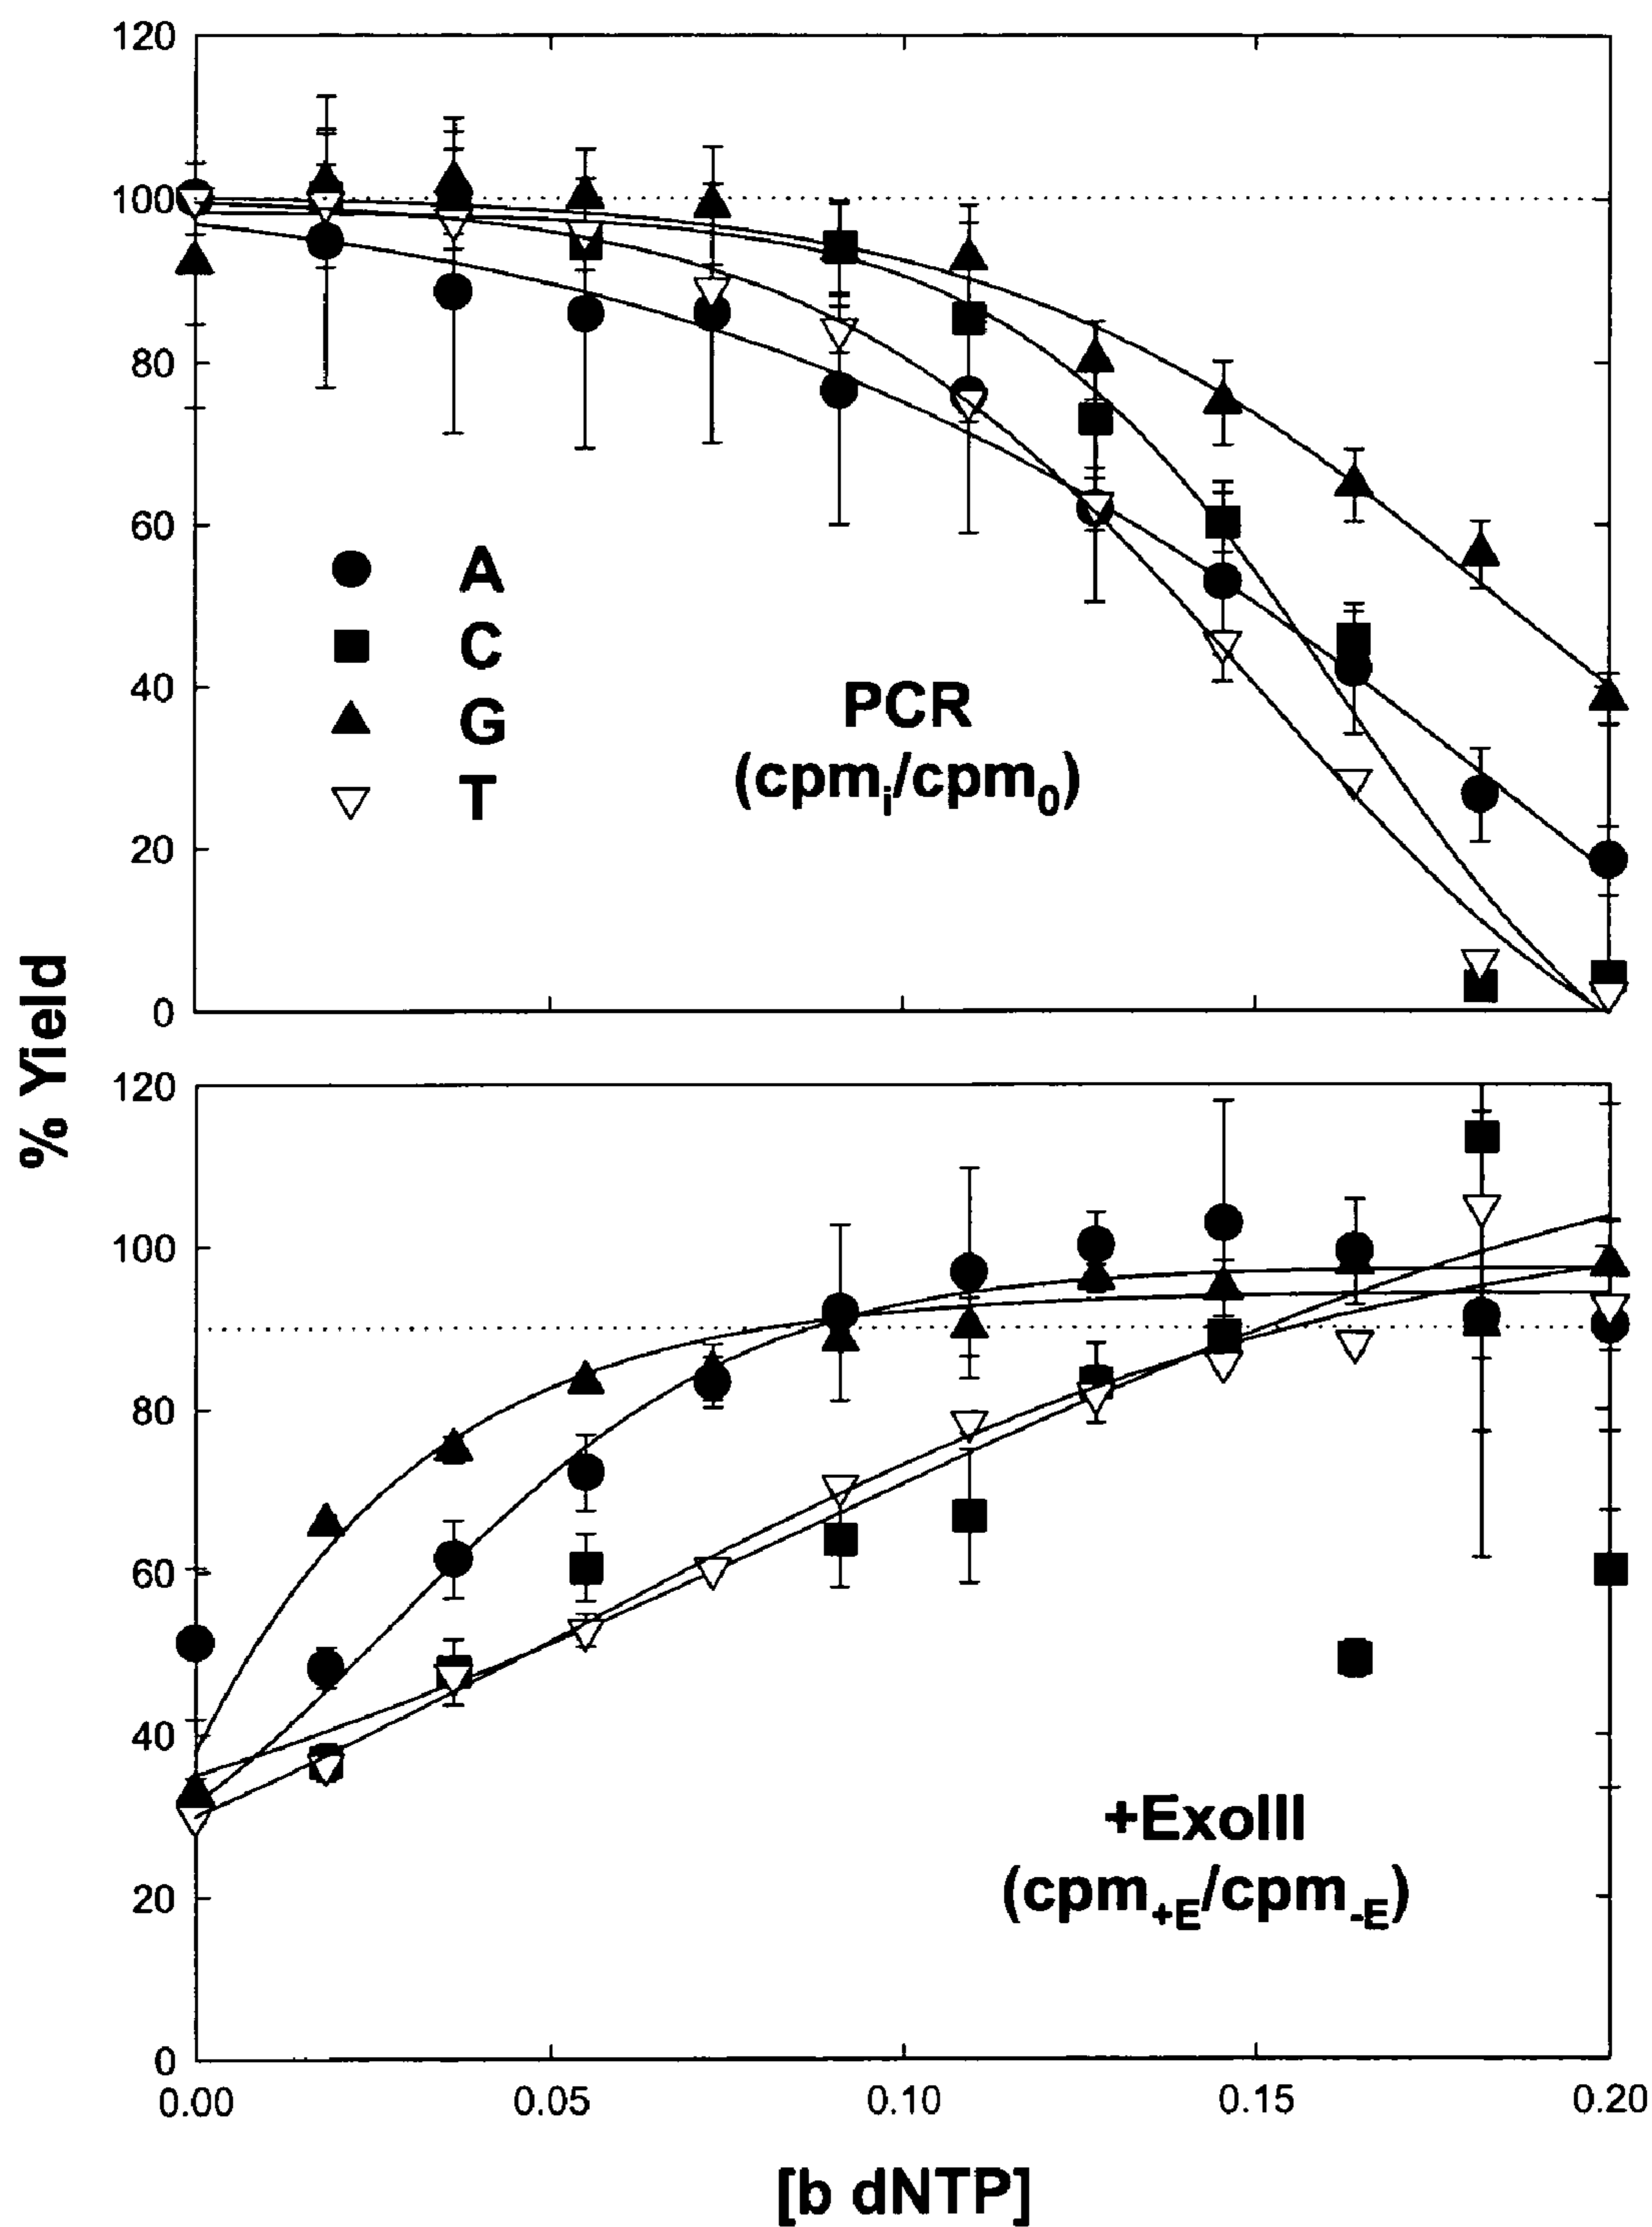 120
100
80
60
40
20
0
A
C
G
T
PCR
(cpmi/cpm0)
% Yield
120
100
80
60
40
20
0
+ExoIII
(cpm+E/cpm-E)
0.00 0.05 0.10 0.15 0.20
[b dNTP]